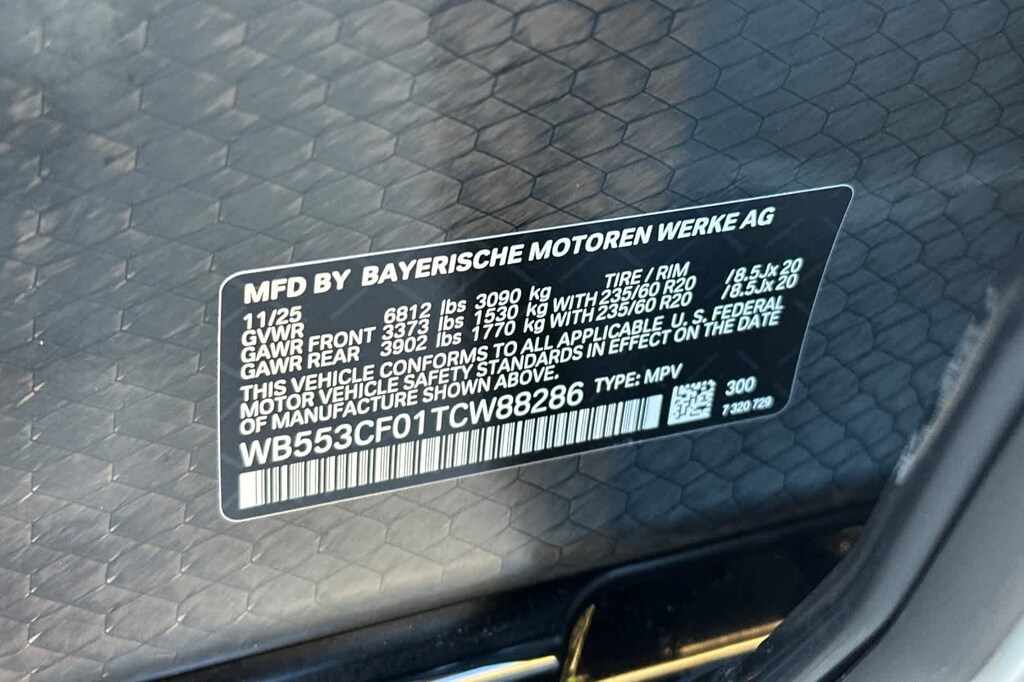 MFD BY BAYERISCHE MOTOREN WERKE AG
11/25 TIRE / RIM
GVWR 6812 lbs 3090 kg
GAWR FRONT 3373 lbs 1530 kg WITH 235/60 R20 /8.5Jx20
GAWR REAR 3902 lbs 1770 kg WITH 235/60 R20 /8.5Jx20
THIS VEHICLE CONFORMS TO ALL APPLICABLE U. S. FEDERAL
MOTOR VEHICLE SAFETY STANDARDS IN EFFECT ON THE DATE
OF MANUFACTURE SHOWN ABOVE.
WB553CF01TCW88286 TYPE: MPV
300
7 320 729